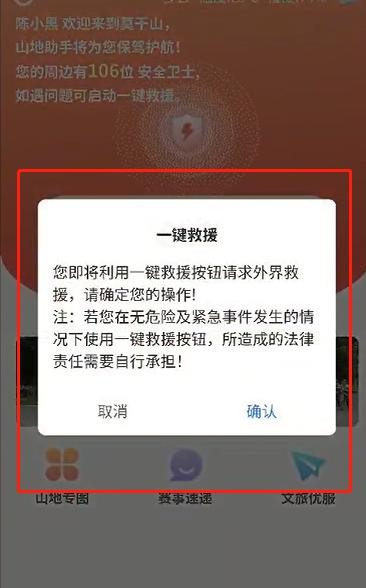 陈小黑 欢迎来到莫干山，
山地助手将为您保驾护航！
您的周边有106位 安全卫士，
如遇问题可启动一键救援。
一键救援
您即将利用一键救援按钮请求外界救
援，请确定您的操作！
注：若您在无危险及紧急事件发生的情
况下使用一键救援按钮，所造成的法律
责任需要自行承担！
取消
确认
山地专图
赛事速递
文旅优服